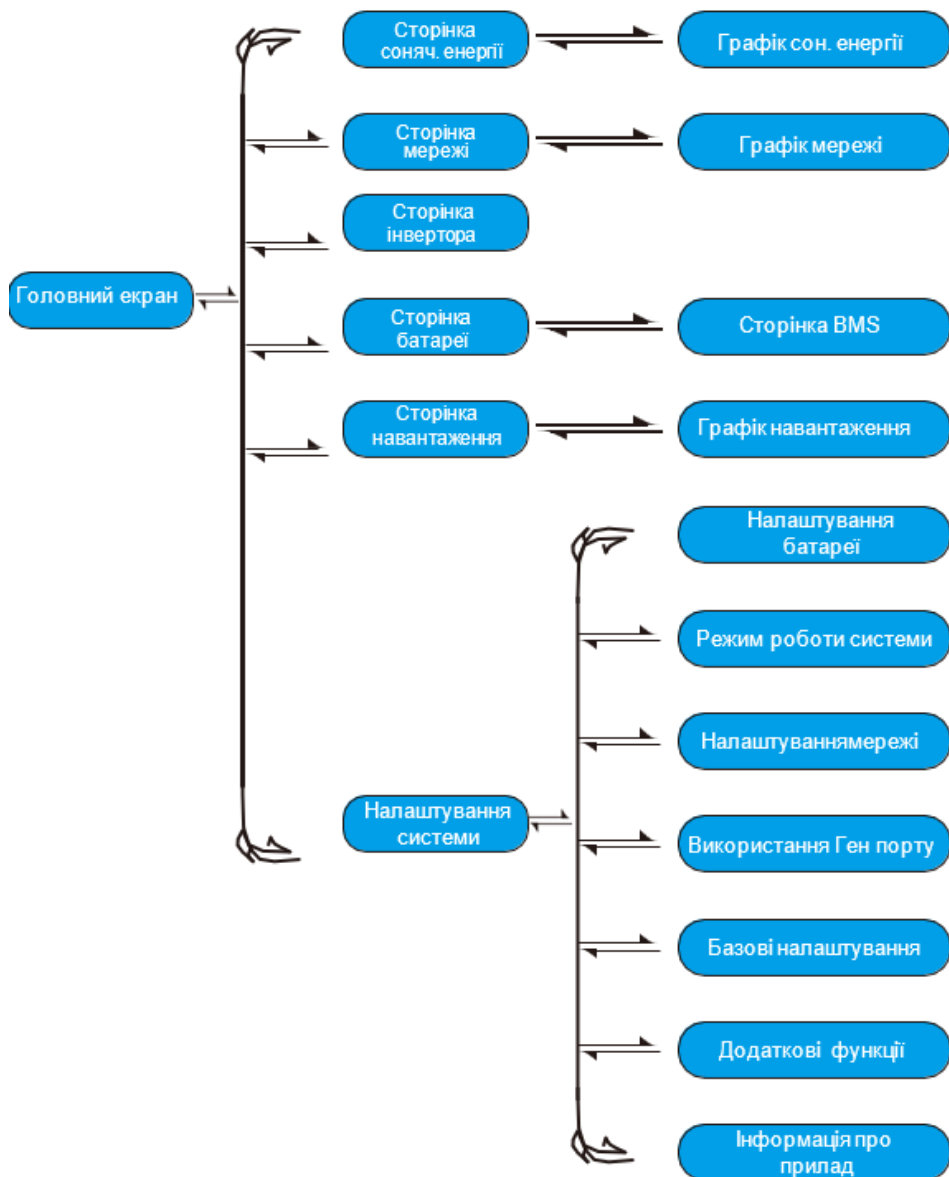 Сторінка
соняч. енергії
Графік сон. енергії
Сторінка
мережі
Графік мережі
Сторінка
інвертора
Головний екран
Сторінка
батареї
Сторінка BMS
Сторінка
навантаження
Графік навантаження
Налаштування
батареї
Режим роботи системи
Налаштуваннямережі
Налаштування
системи
Використання Ген порту
Базові налаштування
Додаткові функції
Інформація про
прилад